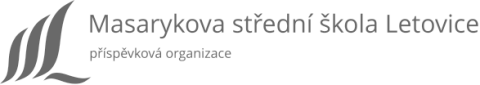 Masarykova střední škola Letovice
příspěvková organizace